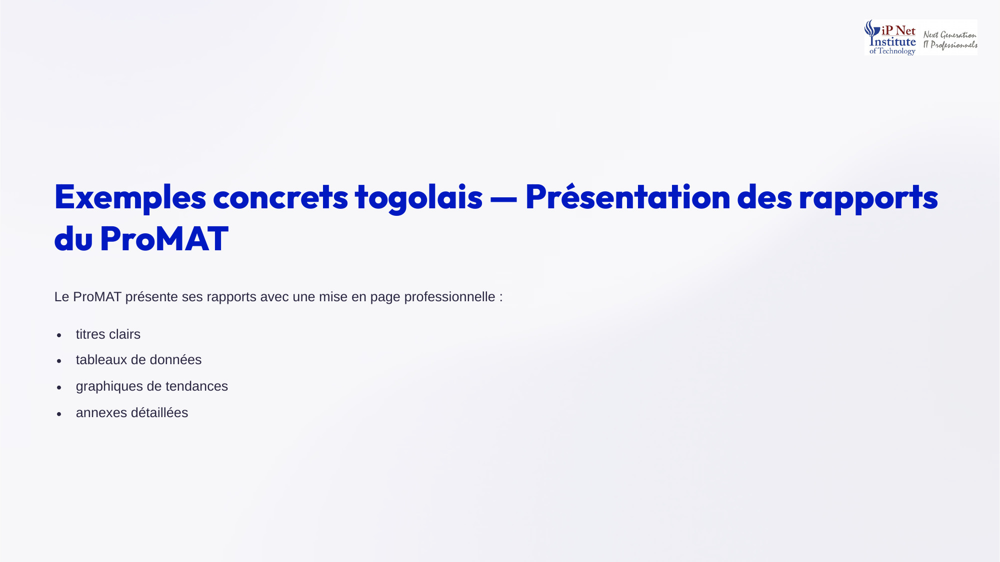 iP Net
Institute
of Technology
Next Generation
IT Professionnels
Exemples concrets togolais — Présentation des rapports
du ProMAT
Le ProMAT présente ses rapports avec une mise en page professionnelle :
• titres clairs
• tableaux de données
• graphiques de tendances
• annexes détaillées